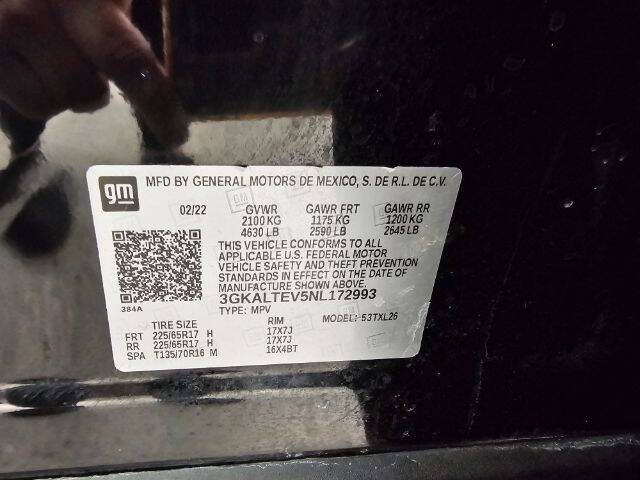 gm
MFD BY GENERAL MOTORS DE MEXICO, S. DE R.L. DE C.V.
02/22 GVWR GAWR FRT GAWR RR
2100 KG 1175 KG 1200 KG
4630 LB 2590 LB 2645 LB
THIS VEHICLE CONFORMS TO ALL
APPLICABLE U.S. FEDERAL MOTOR
VEHICLE SAFETY AND THEFT PREVENTION
STANDARDS IN EFFECT ON THE DATE OF
MANUFACTURE SHOWN ABOVE.
3GKALTEV5NL172993
384A TYPE: MPV
TIRE SIZE RIM MODEL: 53TXL26
FRT 225/65R17 H 17X7J
RR 225/65R17 H 17X7J
SPA T135/70R16 M 16X4BT